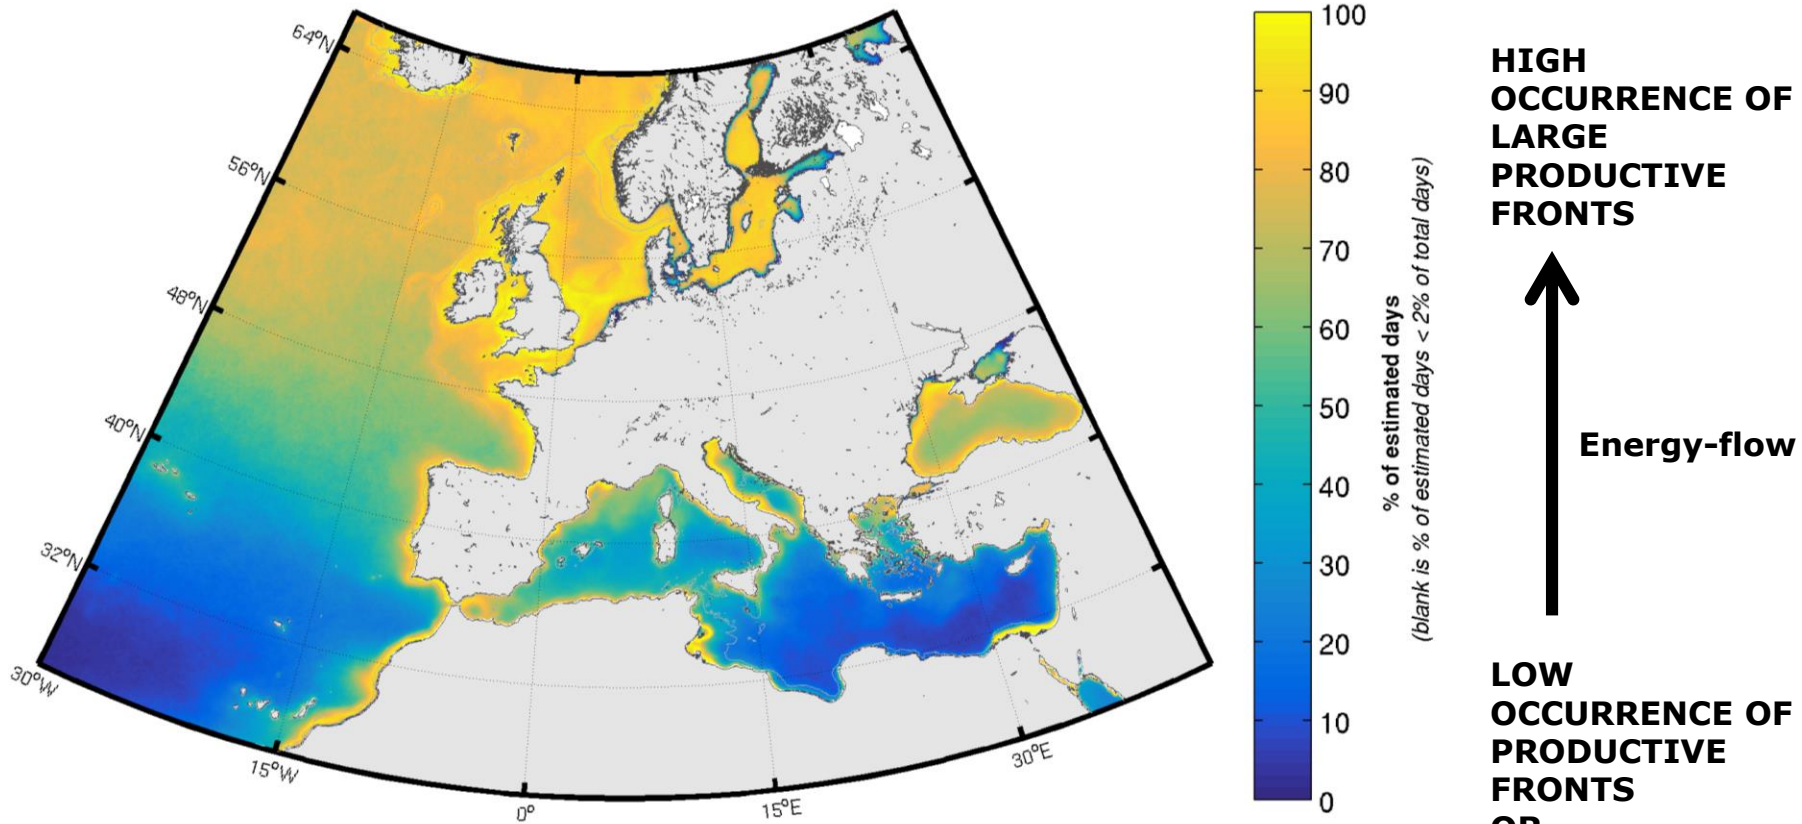 64°N
56°N
48°N
40°N
32°N
30°W
15°W
0°
15°E
30°E
100
90
80
70
60
50
40
30
20
10
0
% of estimated days
(blank is % of estimated days < 2% of total days)
HIGH
OCCURRENCE OF
LARGE
PRODUCTIVE
FRONTS
Energy-flow
LOW
OCCURRENCE OF
PRODUCTIVE
FRONTS
OR